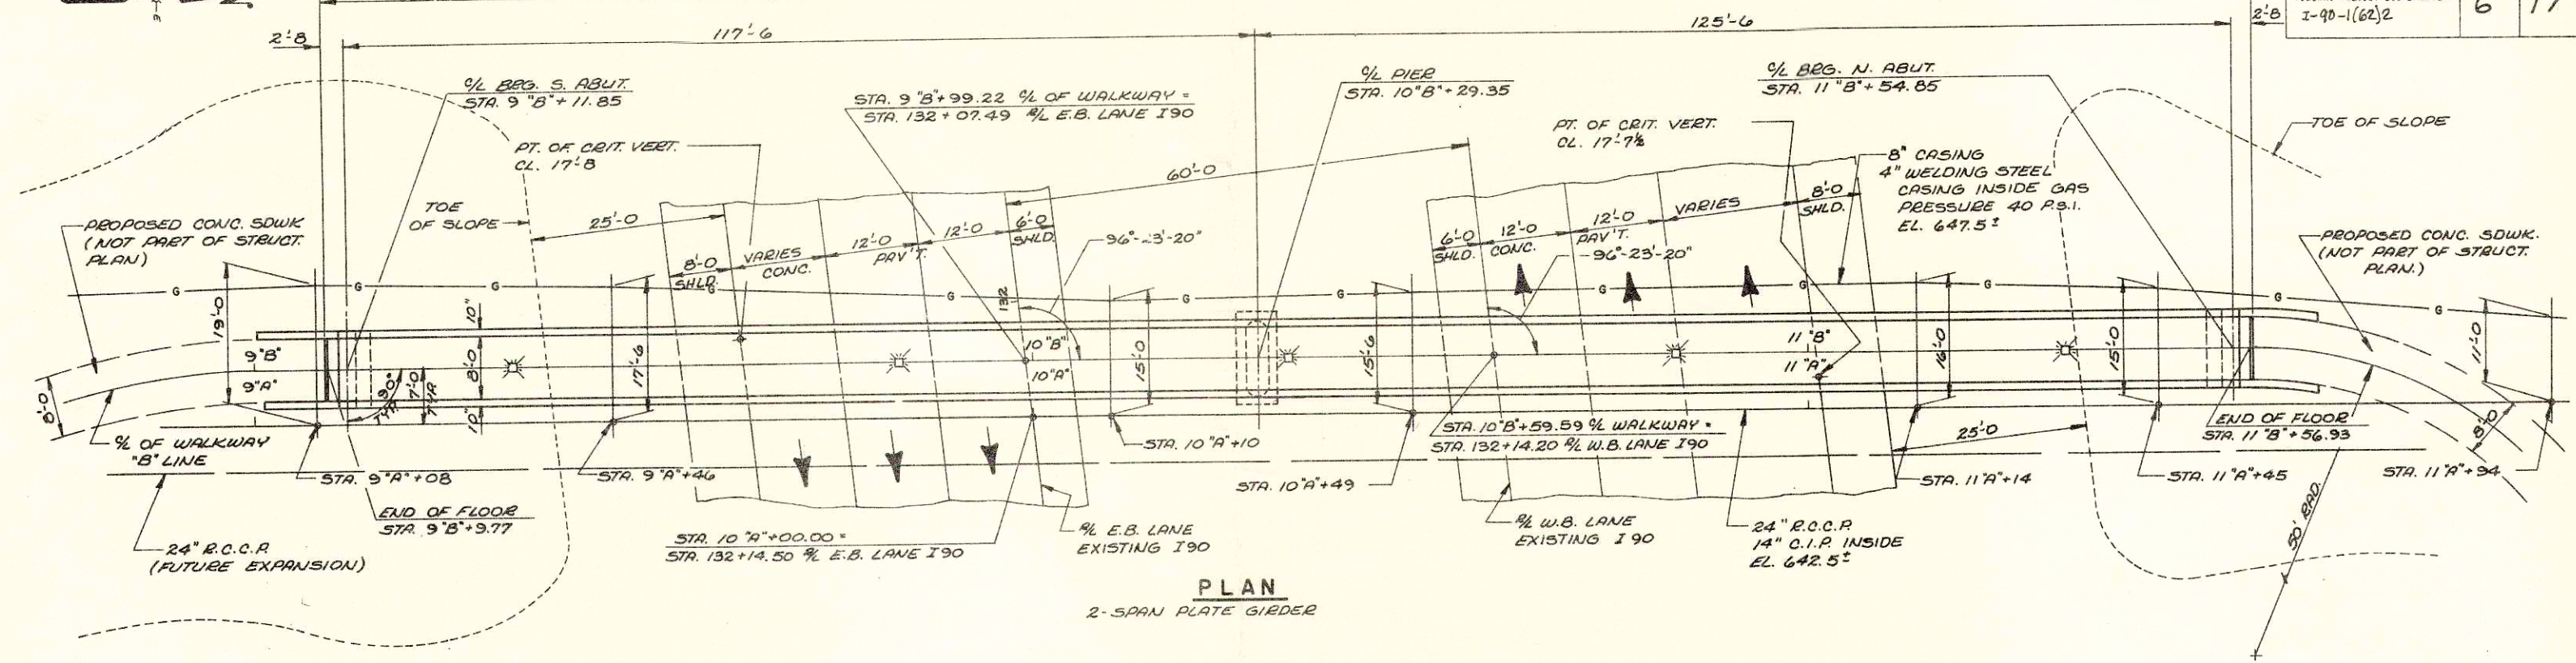 I-90-1(62)2
6
17
2'-8
117'-6
125'-6
2'-8
℄ BRG. S. ABUT.
STA. 9 "B"+11.85
STA. 9 "B"+99.22 ℄ OF WALKWAY =
STA. 132+07.49 R/L E.B. LANE I90
℄ PIER
STA. 10 "B"+29.35
℄ BRG. N. ABUT.
STA. 11 "B"+54.85
PT. OF CRIT. VERT.
CL. 17'-8
PT. OF CRIT. VERT.
CL. 17'-7½
TOE OF SLOPE
8" CASING
4" WELDING STEEL
CASING INSIDE GAS
PRESSURE 40 P.S.I.
EL. 647.5±
PROPOSED CONC. SDWK
(NOT PART OF STRUCT.
PLAN)
TOE
OF SLOPE
25'-0
8'-0
SHLD.
VARIES
CONC.
12'-0
PAV'T.
12'-0
6'-0
SHLD.
60'-0
96°-23'-20"
132
6'-0
SHLD.
12'-0
CONC.
12'-0
PAV'T.
VARIES
8'-0
SHLD.
96°-23'-20"
PROPOSED CONC. SDWK.
(NOT PART OF STRUCT.
PLAN.)
G
G
G
G
G
G
G
G
G
G
G
G
19'-0
10"
8'-0
10"
7'-0
TYP.
90°
TYP.
17'-6
15'-0
15'-6
16'-0
15'-0
11'-0
9 "B"
9 "A"
10 "B"
10 "A"
11 "B"
11 "A"
8'-0
8'-0
℄ OF WALKWAY
"B" LINE
STA. 9 "A"+08
STA. 9 "A"+46
STA. 10 "A"+10
STA. 10 "A"+49
STA. 10 "B"+59.59 ℄ WALKWAY =
STA. 132+14.20 R/L W.B. LANE I90
25'-0
STA. 11 "A"+14
STA. 11 "A"+45
END OF FLOOR
STA. 11 "B"+56.93
STA. 11 "A"+94
END OF FLOOR
STA. 9 "B"+9.77
24" R.C.C.P.
(FUTURE EXPANSION)
STA. 10 "A"+00.00 =
STA. 132+14.50 R/L E.B. LANE I90
R/L E.B. LANE
EXISTING I90
R/L W.B. LANE
EXISTING I 90
24" R.C.C.P.
14" C.I.P. INSIDE
EL. 642.5±
50' RAD.
PLAN
2-SPAN PLATE GIRDER